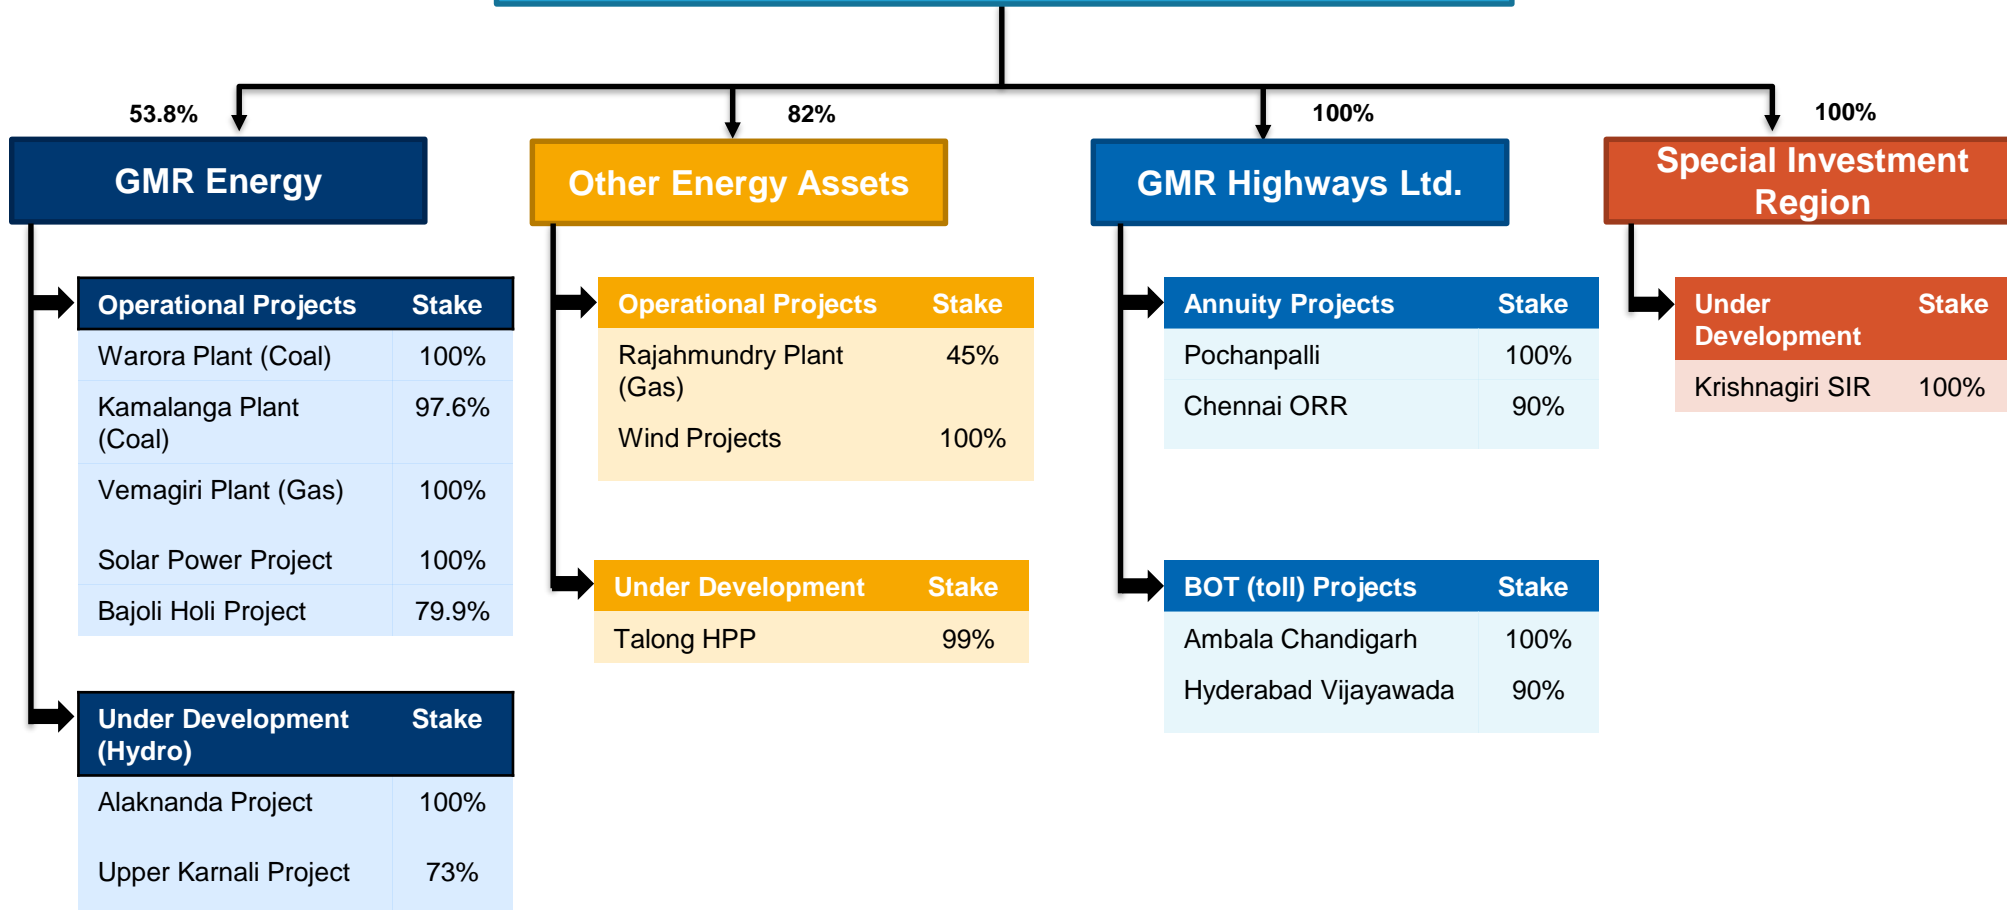 53.8%
82%
100%
100%
GMR Energy
Other Energy Assets
GMR Highways Ltd.
Special Investment
Region
Operational Projects Stake
Warora Plant (Coal) 100%
Kamalanga Plant 97.6%
(Coal)
Vemagiri Plant (Gas) 100%
Solar Power Project 100%
Bajoli Holi Project 79.9%
Under Development Stake
(Hydro)
Alaknanda Project 100%
Upper Karnali Project 73%
Operational Projects Stake
Rajahmundry Plant 45%
(Gas)
Wind Projects 100%
Under Development Stake
Talong HPP 99%
Annuity Projects Stake
Pochanpalli 100%
Chennai ORR 90%
BOT (toll) Projects Stake
Ambala Chandigarh 100%
Hyderabad Vijayawada 90%
Under Stake
Development
Krishnagiri SIR 100%